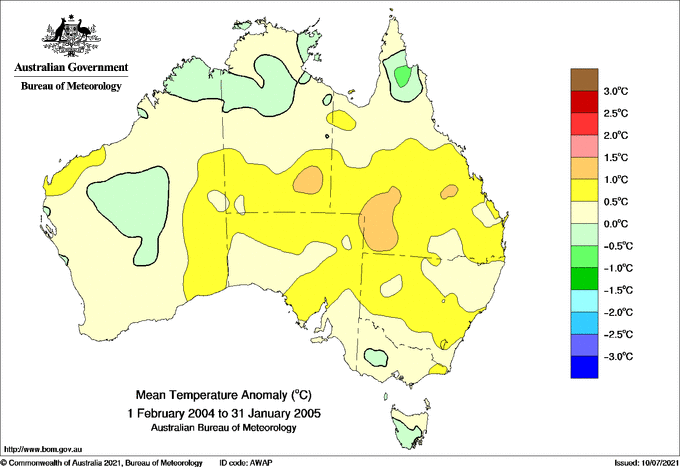 Australian Government
Bureau of Meteorology
3.0°C
2.5°C
2.0°C
1.5°C
1.0°C
0.5°C
0.0°C
-0.5°C
-1.0°C
-1.5°C
-2.0°C
-2.5°C
-3.0°C
Mean Temperature Anomaly (°C)
1 February 2004 to 31 January 2005
Australian Bureau of Meteorology
http://www.bom.gov.au
© Commonwealth of Australia 2021, Bureau of Meteorology ID code: AWAP Issued: 10/07/2021